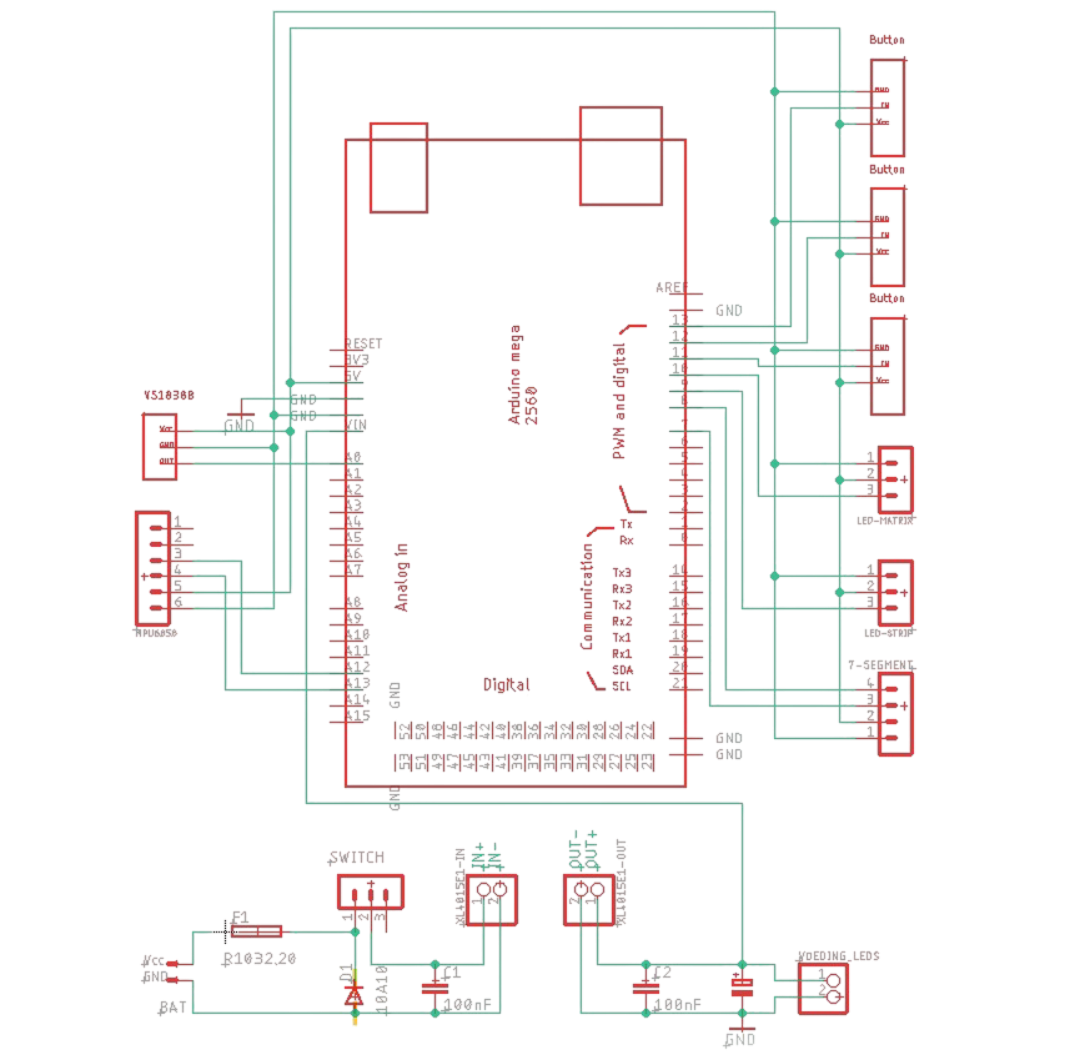 Button
GND
IN
Vcc
Button
GND
IN
Vcc
Button
GND
IN
Vcc
AREF
GND
13
12
11
10
9
8
RESET
3V3
5V
GND
GND
VIN
Arduino mega
2560
PWM and digital
VS1838B
Vcc
GND
OUT
GND
A0
A1
A2
A3
A4
A5
A6
A7
A8
A9
A10
A11
A12
A13
A14
A15
Analog in
7
6
5
4
3
2
1
0
Tx
Rx
Communication
Tx3
Rx3
Tx2
Rx2
Tx1
Rx1
SDA
SCL
14
15
16
17
18
19
20
21
1
2
3
LED-MATRIX
1
2
3
LED-STRIP
7-SEGMENT
4
3
2
1
1
2
3
4
5
6
MPU6050
Digital
GND
52 50 48 46 44 42 40 38 36 34 32 30 28 26 24 22
GND
53 51 49 47 45 43 41 39 37 35 33 31 29 27 25 23
GND
GND
SWITCH
1 2 3
F1
R1032,20
Vcc
GND
BAT
D1
10A10
C1
100nF
XL4015E1-IN
IN+
IN-
1 2
OUT-
OUT+
XL4015E1-OUT
2 1
C2
100nF
GND
VOEDING_LEDS
1
2